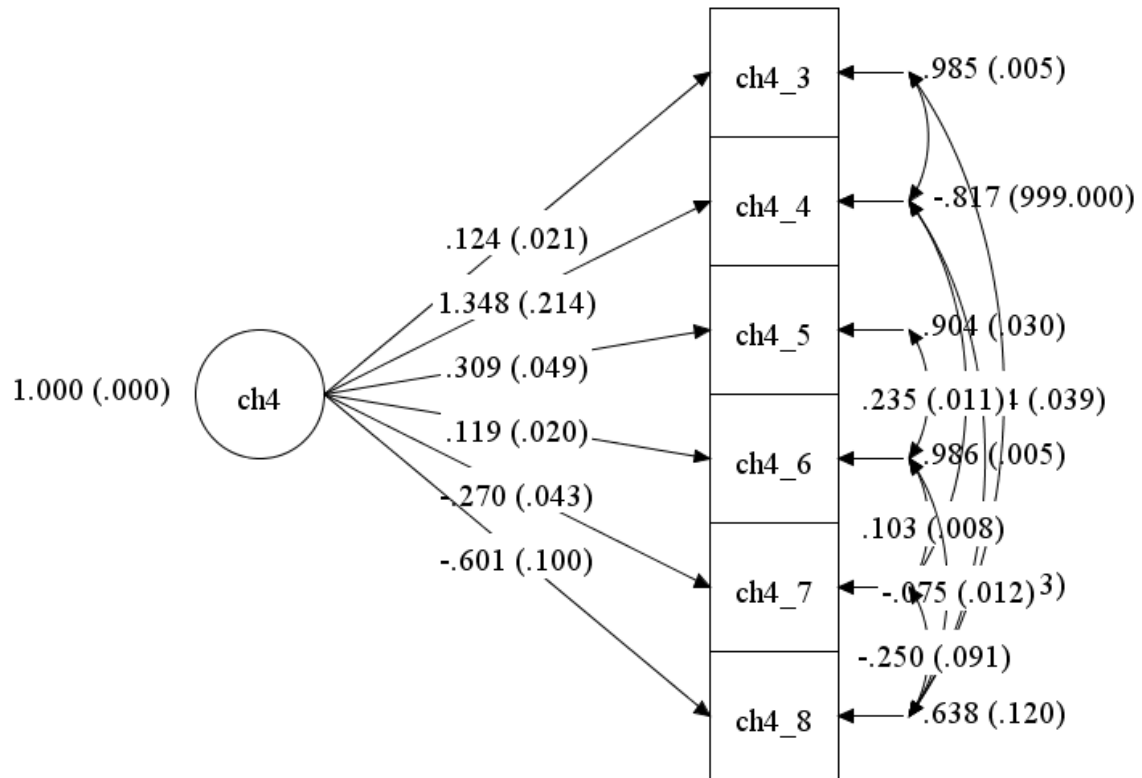 ch4_3
.985 (.005)
ch4_4
-.817 (999.000)
.124 (.021)
1.348 (.214)
ch4_5
.904 (.030)
.309 (.049)
1.000 (.000)
ch4
.235 (.011)
(.039)
.119 (.020)
ch4_6
.986 (.005)
-.270 (.043)
.103 (.008)
-.601 (.100)
ch4_7
-.075 (.012)
3)
-.250 (.091)
ch4_8
.638 (.120)